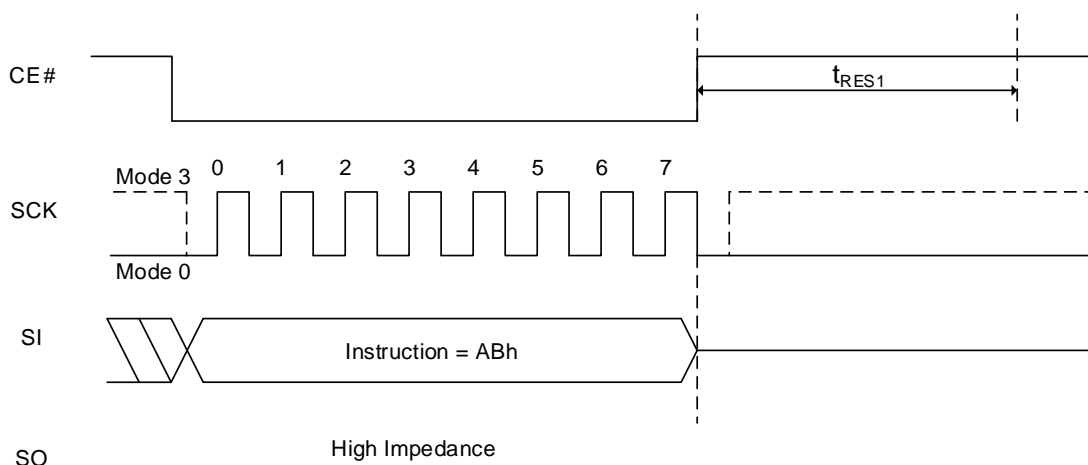 CE#
tRES1
0 1 2 3 4 5 6 7
Mode 3
SCK
Mode 0
SI
Instruction = ABh
High Impedance
SO